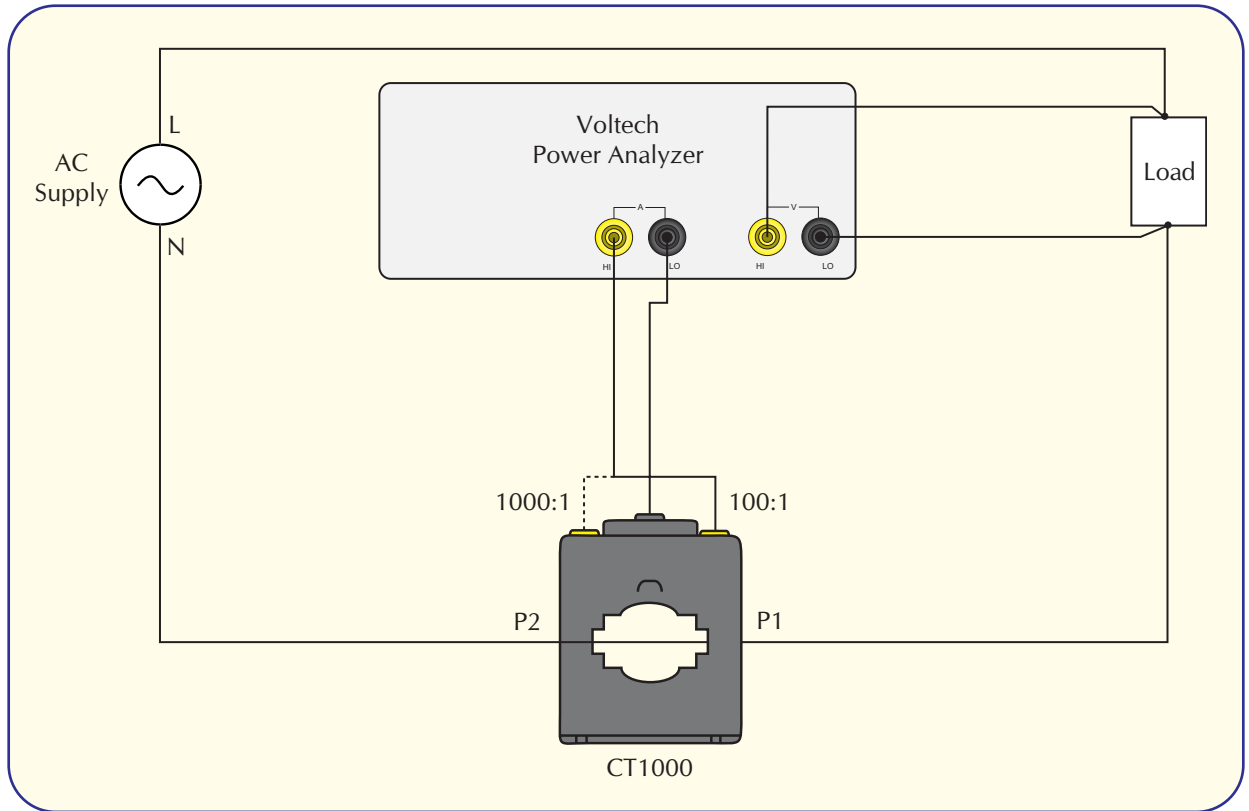 L
AC
Supply
N
Voltech
Power Analyzer
A
V
HI
LO
HI
LO
Load
1000:1
100:1
P2
P1
CT1000